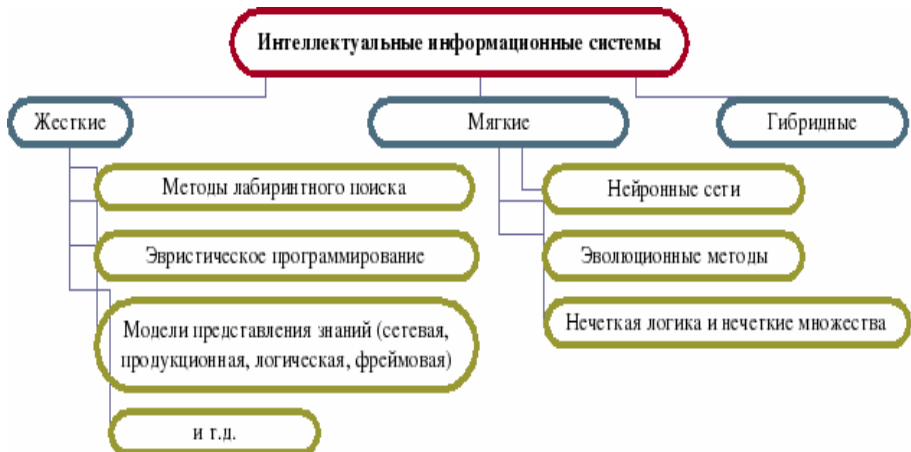 Интеллектуальные информационные системы
Жесткие
Мягкие
Гибридные
Методы лабиринтного поиска
Нейронные сети
Эвристическое программирование
Эволюционные методы
Модели представления знаний (сетевая,
продукционная, логическая, фреймовая)
Нечеткая логика и нечеткие множества
и т.д.